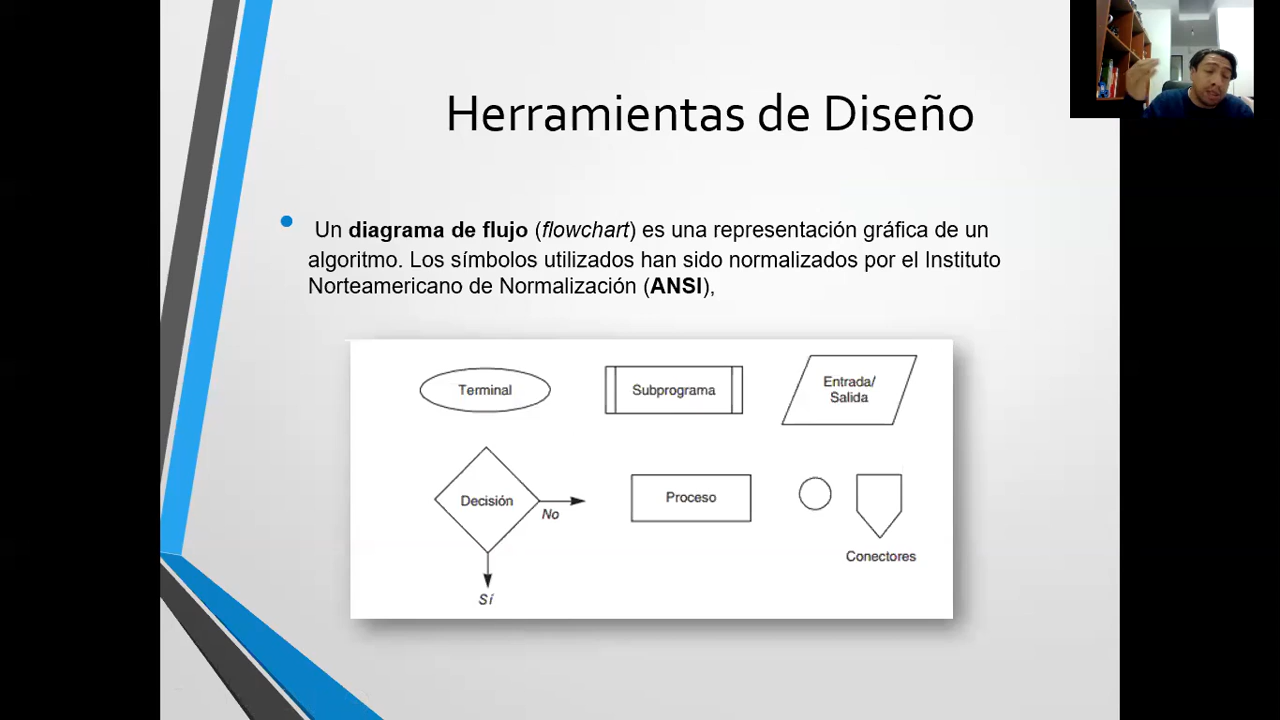 Herramientas de Diseño
Un diagrama de flujo (flowchart) es una representación gráfica de un
algoritmo. Los símbolos utilizados han sido normalizados por el Instituto
Norteamericano de Normalización (ANSI),
Terminal
Subprograma
Entrada/
Salida
Decisión
No
Sí
Proceso
Conectores